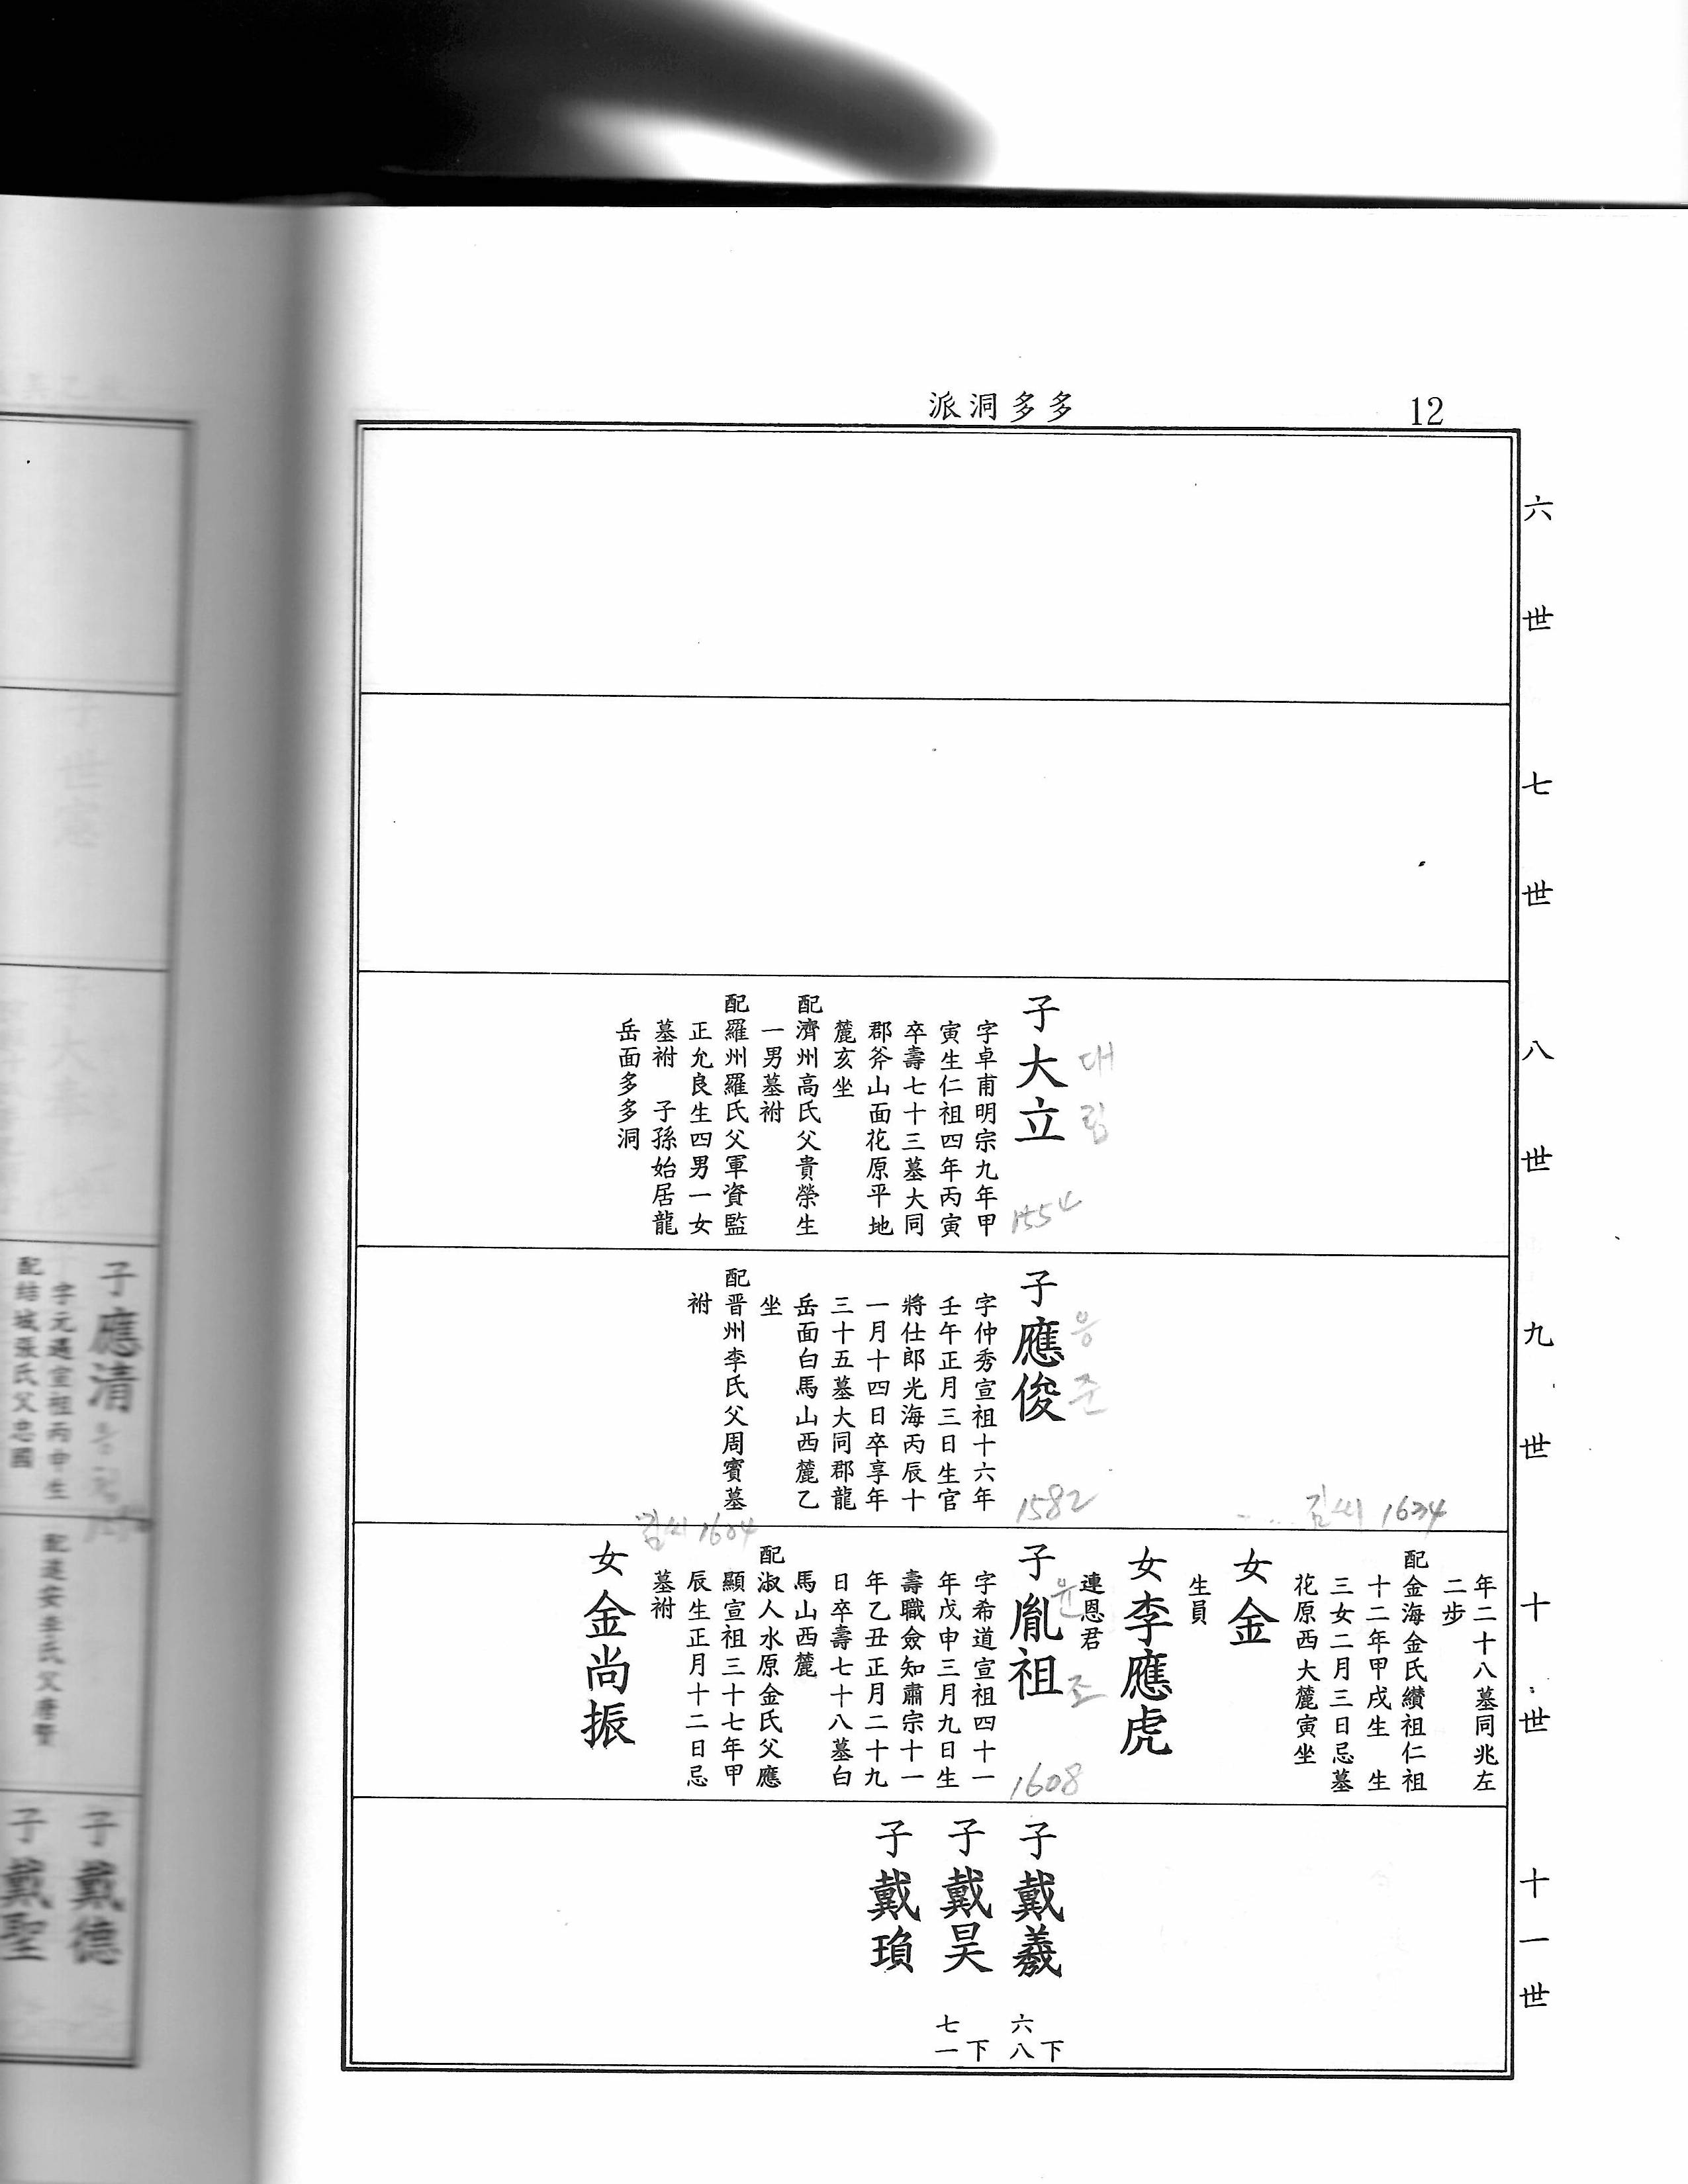 12
派洞多多
六世
七世
八世
子大立
대립
1554
字卓甫明宗九年甲
寅生仁祖四年丙寅
卒壽七十三墓大同
郡斧山面花原平地
麓亥坐
配濟州高氏父貴榮生
一男墓祔
配羅州羅氏父軍資監
正允良生四男一女
墓祔 子孫始居龍
岳面多多洞
九世
子應俊
응준
1582
字仲秀宣祖十六年
壬午正月三日生官
將仕郎光海丙辰十
一月十四日卒享年
三十五墓大同郡龍
岳面白馬山西麓乙
坐
配晋州李氏父周賓墓
祔
十世
年二十八墓同兆左
二步
김씨 1634
配金海金氏纘祖仁祖
十二年甲戌生 生
三女二月三日忌墓
花原西大麓寅坐
女金
生員
女李應虎
連恩君
子胤祖
윤조
1608
字希道宣祖四十一
年戊申三月九日生
壽職僉知肅宗十一
年乙丑正月二十九
日卒壽七十八墓白
馬山西麓
김씨 1604
配淑人水原金氏父應
顯宣祖三十七年甲
辰生正月十二日忌
墓祔
女金尚振
十一世
子戴羲
六八下
子戴昊
七一下
子戴瑣
子應清
字元遇宣祖丙申生
配結城張氏父忠國
子戴德
子戴聖